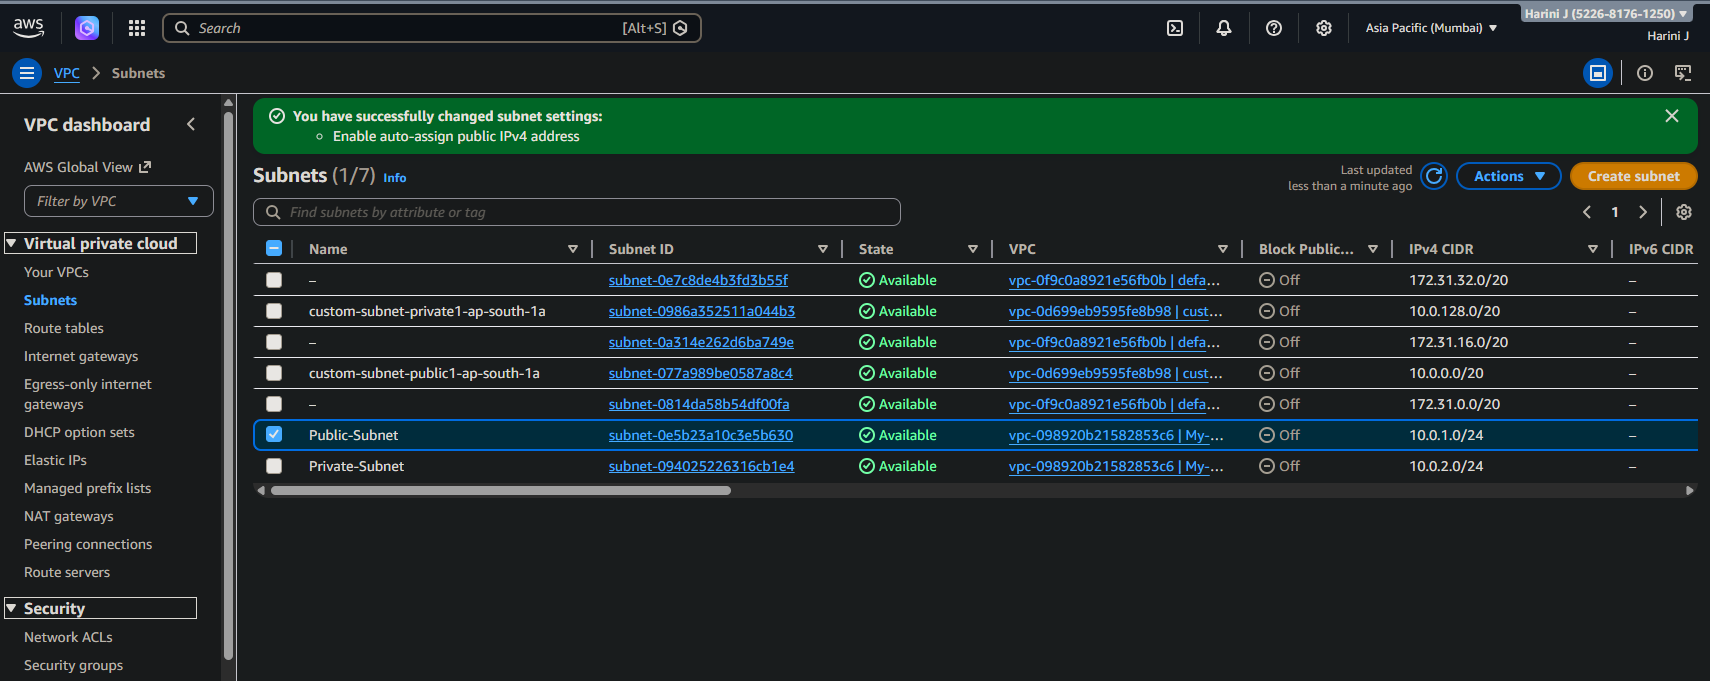 aws
Search [Alt+S]
Asia Pacific (Mumbai)
Harini J (5226-8176-1250)
Harini J
VPC > Subnets
VPC dashboard
AWS Global View
Filter by VPC
Virtual private cloud
Your VPCs
Subnets
Route tables
Internet gateways
Egress-only internet
gateways
DHCP option sets
Elastic IPs
Managed prefix lists
NAT gateways
Peering connections
Route servers
Security
Network ACLs
Security groups
You have successfully changed subnet settings:
Enable auto-assign public IPv4 address
Subnets (1/7) Info
Last updated
less than a minute ago
Actions
Create subnet
Find subnets by attribute or tag
1
Name Subnet ID State VPC Block Public... IPv4 CIDR IPv6 CIDR
– subnet-0e7c8de4b3fd3b55f Available vpc-0f9c0a8921e56fb0b | defa... Off 172.31.32.0/20 –
custom-subnet-private1-ap-south-1a subnet-0986a352511a044b3 Available vpc-0d699eb9595fe8b98 | cust... Off 10.0.128.0/20 –
– subnet-0a314e262d6ba749e Available vpc-0f9c0a8921e56fb0b | defa... Off 172.31.16.0/20 –
custom-subnet-public1-ap-south-1a subnet-077a989be0587a8c4 Available vpc-0d699eb9595fe8b98 | cust... Off 10.0.0.0/20 –
– subnet-0814da58b54df00fa Available vpc-0f9c0a8921e56fb0b | defa... Off 172.31.0.0/20 –
Public-Subnet subnet-0e5b23a10c3e5b630 Available vpc-098920b21582853c6 | My-... Off 10.0.1.0/24 –
Private-Subnet subnet-094025226316cb1e4 Available vpc-098920b21582853c6 | My-... Off 10.0.2.0/24 –